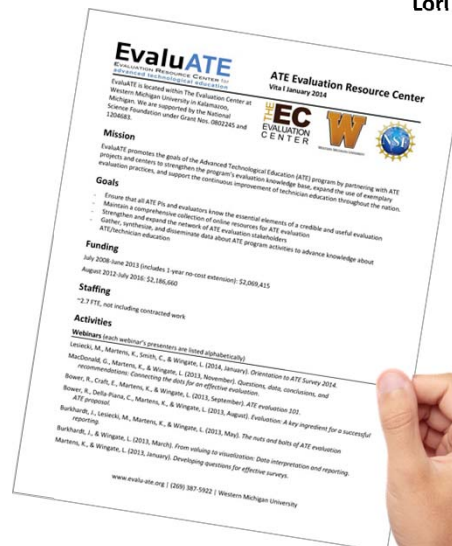 Lori
EvaluATE
EVALUATION RESOURCE CENTER for
advanced technological education
ATE Evaluation Resource Center
Vita I January 2014
EvaluATE is located within The Evaluation Center at
Western Michigan University in Kalamazoo,
Michigan. We are supported by the National
Science Foundation under Grant Nos. 0802245 and
1204683.
THE EC
EVALUATION
CENTER
W
WESTERN MICHIGAN UNIVERSITY
NSF
Mission
EvaluATE promotes the goals of the Advanced Technological Education (ATE) program by partnering with ATE
projects and centers to strengthen the program's evaluation knowledge base, expand the use of exemplary
evaluation practices, and support the continuous improvement of technician education throughout the nation.
Goals
- Ensure that all ATE PIs and evaluators know the essential elements of a credible and useful evaluation
- Maintain a comprehensive collection of online resources for ATE evaluation
- Strengthen and expand the network of ATE evaluation stakeholders
- Gather, synthesize, and disseminate data about ATE program activities to advance knowledge about
ATE/technician education
Funding
July 2008-June 2013 (includes 1-year no-cost extension): $2,069,415
August 2012-July 2016: $2,186,660
Staffing
~2.7 FTE, not including contracted work
Activities
Webinars (each webinar's presenters are listed alphabetically)
Lesiecki, M., Martens, K., Smith, C., & Wingate, L. (2014, January). Orientation to ATE Survey 2014.
MacDonald, G., Martens, K., & Wingate, L. (2013, November). Questions, data, conclusions, and
recommendations: Connecting the dots for an effective evaluation.
Bower, R., Craft, E., Martens, K., & Wingate, L. (2013, September). ATE evaluation 101.
Bower, R., Della-Piana, C., Martens, K., & Wingate, L. (2013, August). Evaluation: A key ingredient for a successful
ATE proposal.
Burkhardt, J., Lesiecki, M., Martens, K., & Wingate, L. (2013, May). The nuts and bolts of ATE evaluation
reporting.
Burkhardt, J., & Wingate, L. (2013, March). From valuing to visualization: Data interpretation and reporting.
Martens, K., & Wingate, L. (2013, January). Developing questions for effective surveys.
www.evalu-ate.org | (269) 387-5922 | Western Michigan University